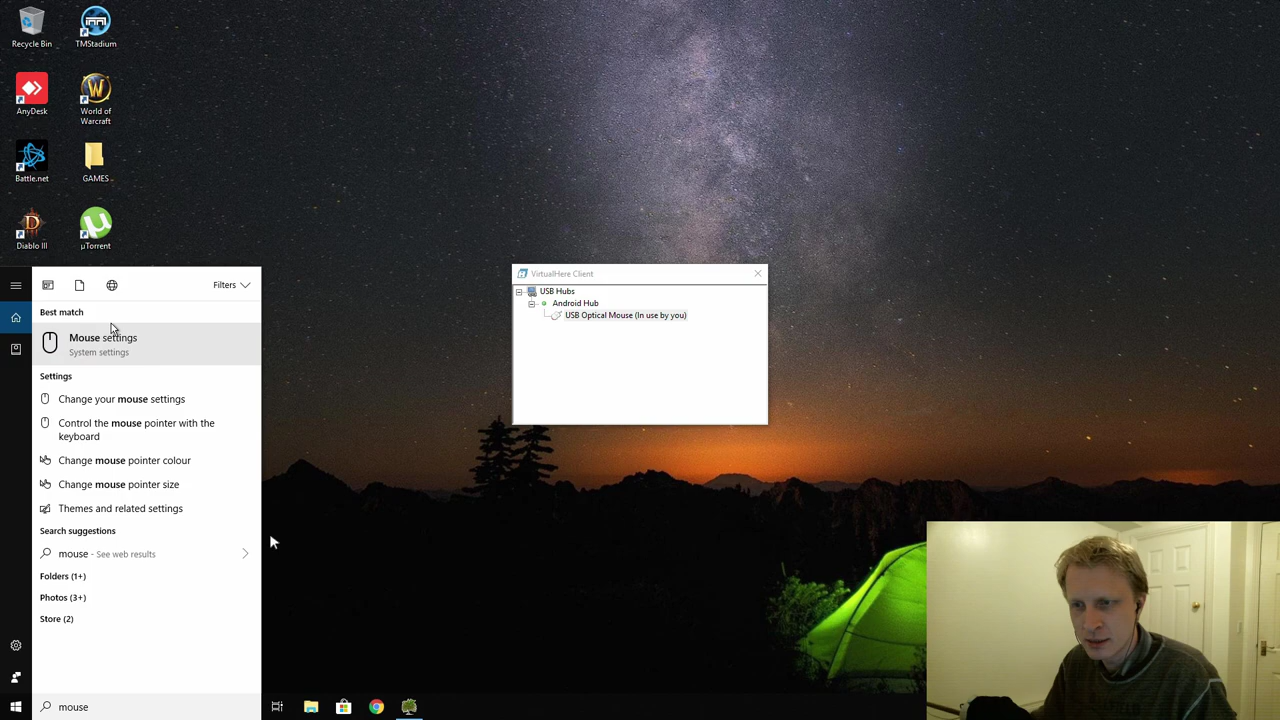 Recycle Bin
TMStadium
AnyDesk
World of
Warcraft
Battle.net
GAMES
Diablo III
µTorrent
Filters
Best match
Mouse settings
System settings
Settings
Change your mouse settings
Control the mouse pointer with the
keyboard
Change mouse pointer colour
Change mouse pointer size
Themes and related settings
Search suggestions
mouse - See web results
Folders (1+)
Photos (3+)
Store (2)
mouse
VirtualHere Client
USB Hubs
Android Hub
USB Optical Mouse (In use by you)